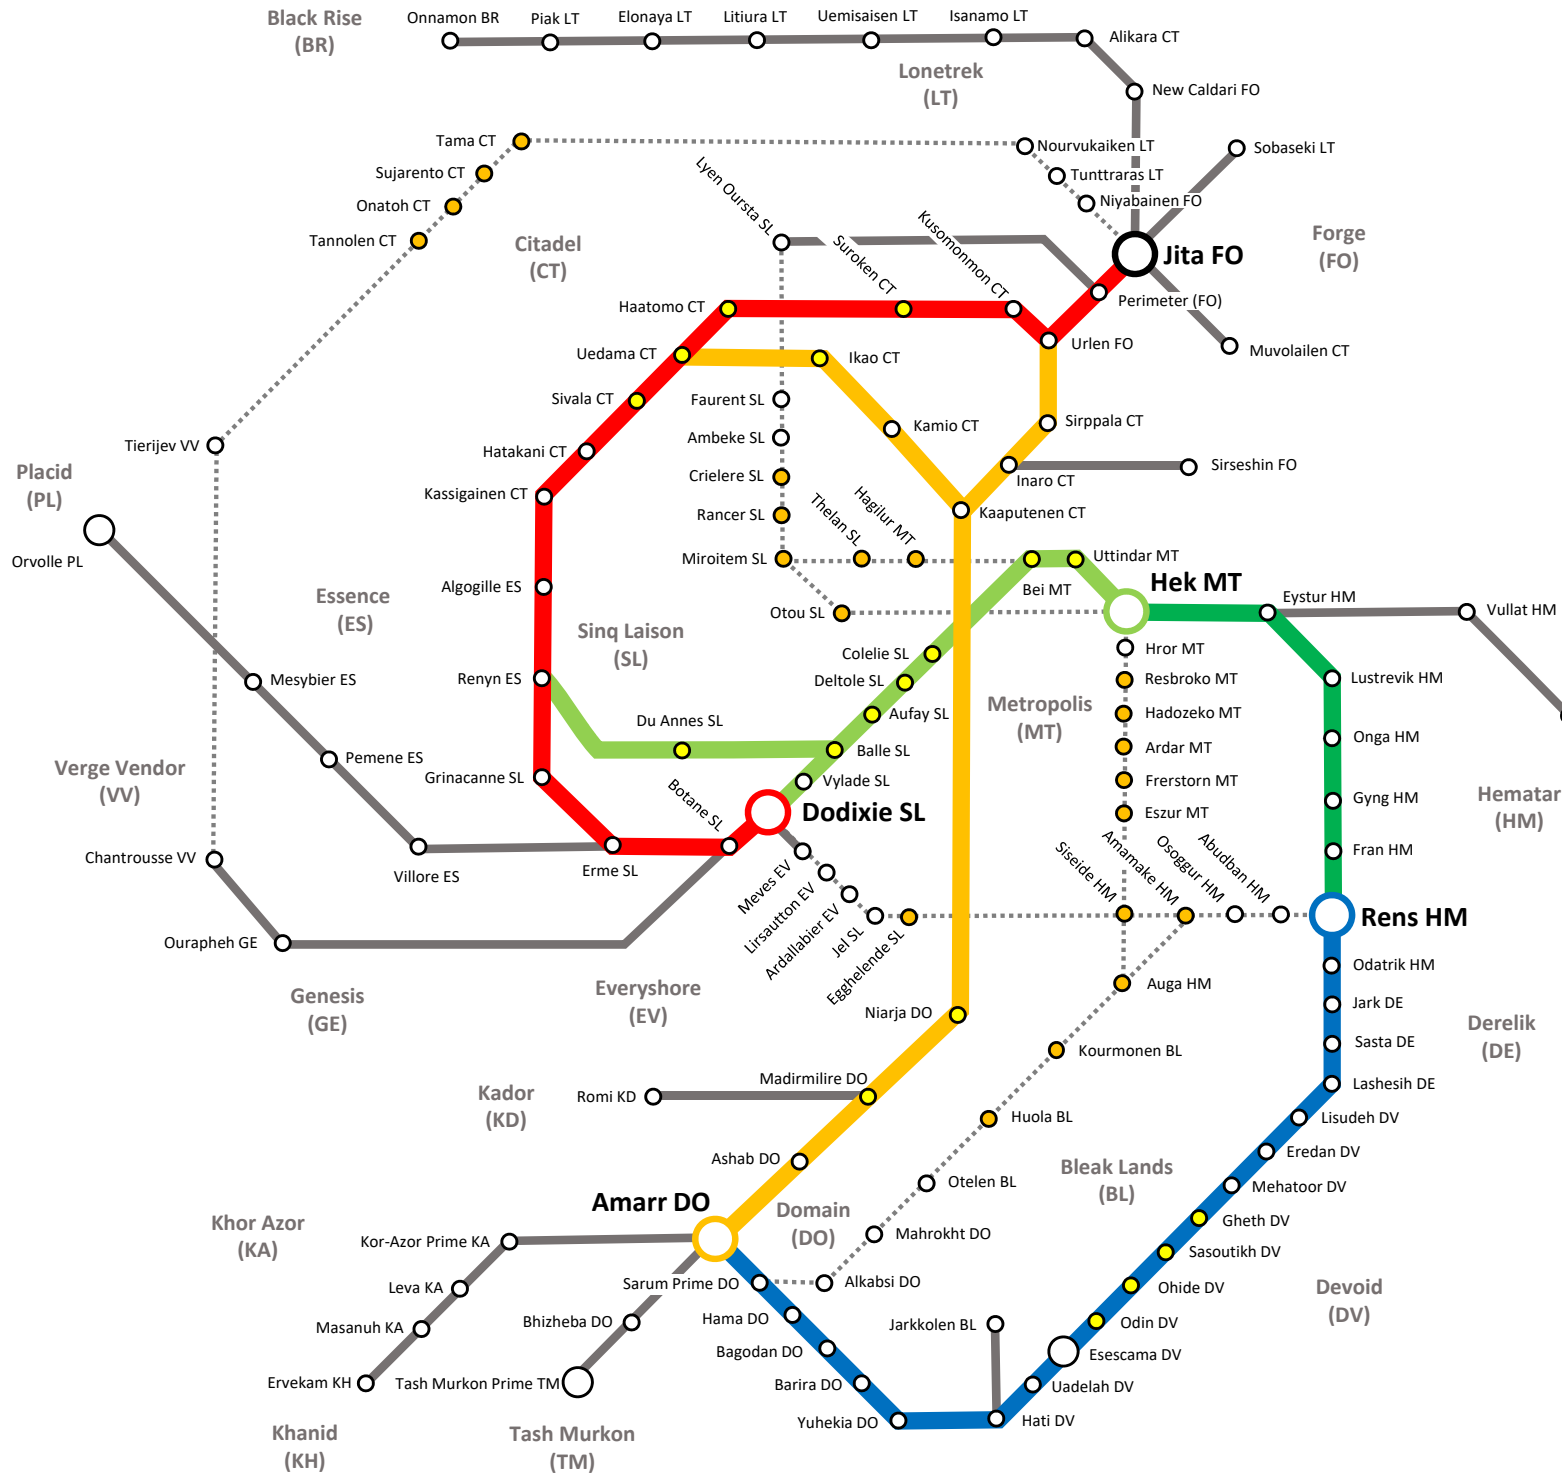 Black Rise
(BR)
Onnamon BR
Piak LT
Elonaya LT
Litiura LT
Uemisaisen LT
Isanamo LT
Alikara CT
Lonetrek
(LT)
New Caldari FO
Tama CT
Nourvukaiken LT
Sobaseki LT
Sujarento CT
Tunttraras LT
Onatoh CT
Niyabainen FO
Tannolen CT
Lyen Oursta SL
Suroken CT
Kusomonmon CT
Citadel
(CT)
Jita FO
Forge
(FO)
Haatomo CT
Perimeter (FO)
Uedama CT
Ikao CT
Urlen FO
Muvolailen CT
Sivala CT
Faurent SL
Kamio CT
Sirppala CT
Tierijev VV
Hatakani CT
Ambeke SL
Placid
(PL)
Crielere SL
Inaro CT
Sirseshin FO
Kassigainen CT
Rancer SL
Thelan SL
Hagilur MT
Kaaputenen CT
Orvolle PL
Miroitem SL
Uttindar MT
Bei MT
Hek MT
Algogille ES
Essence
(ES)
Otou SL
Eystur HM
Vullat HM
Sinq Laison
(SL)
Colelie SL
Hror MT
Mesybier ES
Renyn ES
Deltole SL
Resbroko MT
Lustrevik HM
Du Annes SL
Aufay SL
Metropolis
(MT)
Hadozeko MT
Pemene ES
Balle SL
Ardar MT
Onga HM
Verge Vendor
(VV)
Grinacanne SL
Vylade SL
Frerstorn MT
Gyng HM
Hematar
(HM)
Botane SL
Dodixie SL
Eszur MT
Chantrousse VV
Villore ES
Erme SL
Fran HM
Meves EV
Lirsautton EV
Ardallabier EV
Jel SL
Egghelende SL
Siseide HM
Amamake HM
Osoggur HM
Abudban HM
Rens HM
Ourapheh GE
Odatrik HM
Genesis
(GE)
Everyshore
(EV)
Auga HM
Jark DE
Niarja DO
Derelik
(DE)
Kourmonen BL
Sasta DE
Kador
(KD)
Romi KD
Madirmilire DO
Lashesih DE
Huola BL
Lisudeh DV
Ashab DO
Otelen BL
Bleak Lands
(BL)
Eredan DV
Amarr DO
Mehatoor DV
Khor Azor
(KA)
Domain
(DO)
Mahrokht DO
Gheth DV
Kor-Azor Prime KA
Sasoutikh DV
Leva KA
Sarum Prime DO
Alkabsi DO
Ohide DV
Devoid
(DV)
Masanuh KA
Bhizheba DO
Hama DO
Jarkkolen BL
Odin DV
Bagodan DO
Esescama DV
Ervekam KH
Tash Murkon Prime TM
Barira DO
Uadelah DV
Yuhekia DO
Hati DV
Khanid
(KH)
Tash Murkon
(TM)